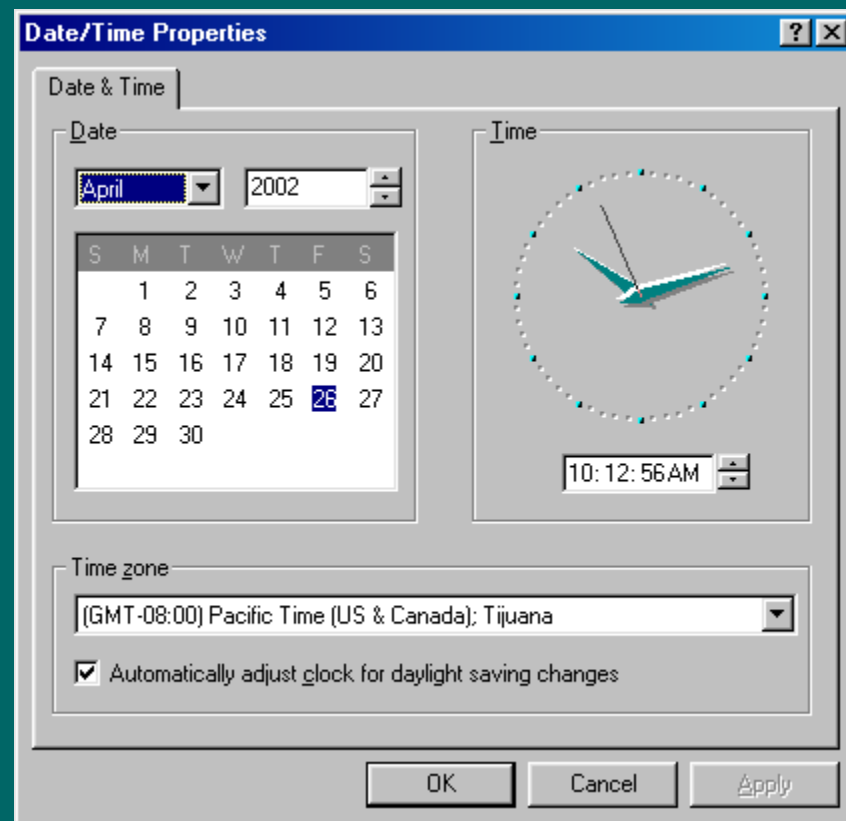 Date/Time Properties
Date & Time
Date
April 2002
S M T W T F S
1 2 3 4 5 6
7 8 9 10 11 12 13
14 15 16 17 18 19 20
21 22 23 24 25 26 27
28 29 30
Time
10:12:56 AM
Time zone
(GMT-08:00) Pacific Time (US & Canada); Tijuana
Automatically adjust clock for daylight saving changes
OK Cancel Apply